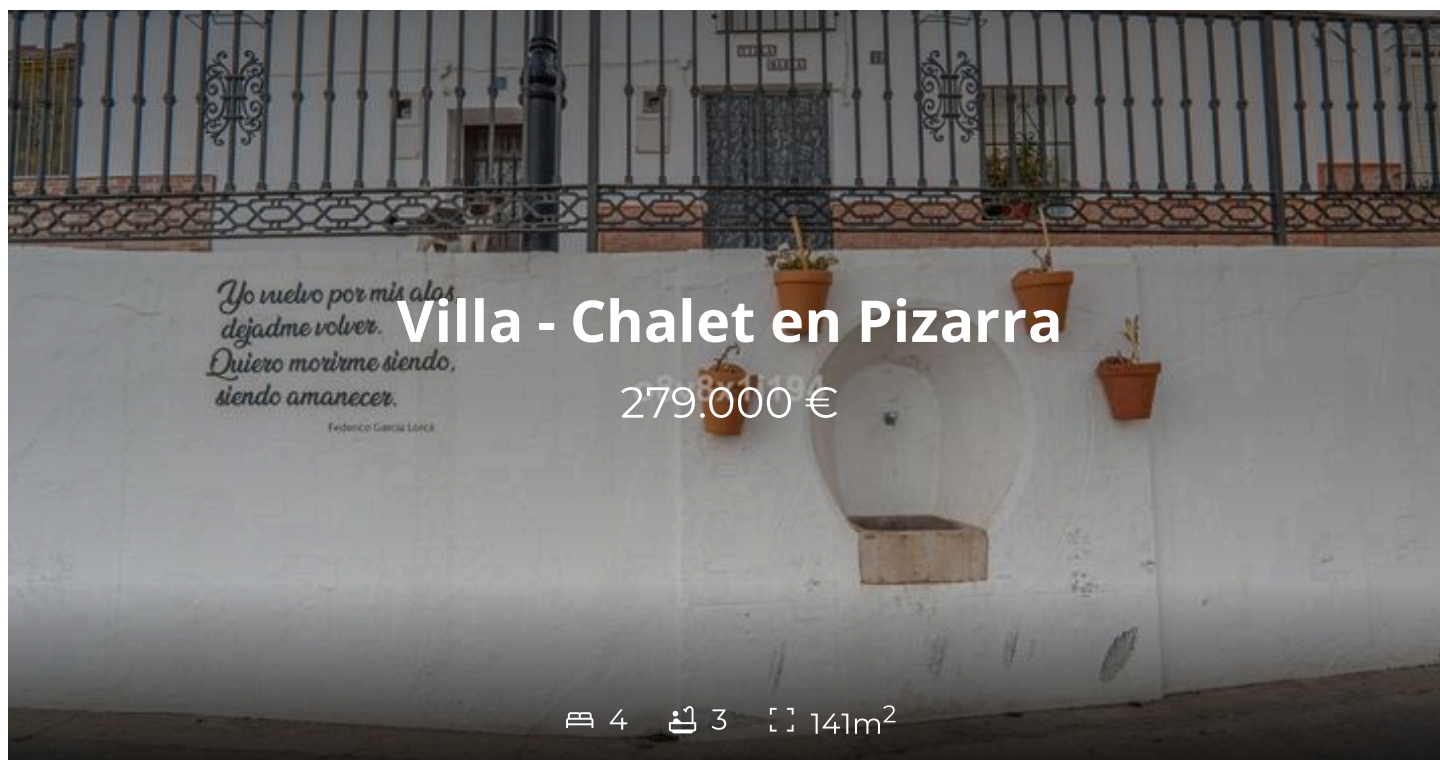 Yo vuelvo por mis alas,
dejadme volver.
Quiero morirme siendo,
siendo amanecer.
Federico García Lorca
Villa - Chalet en Pizarra
279.000 €
4 3 141m²